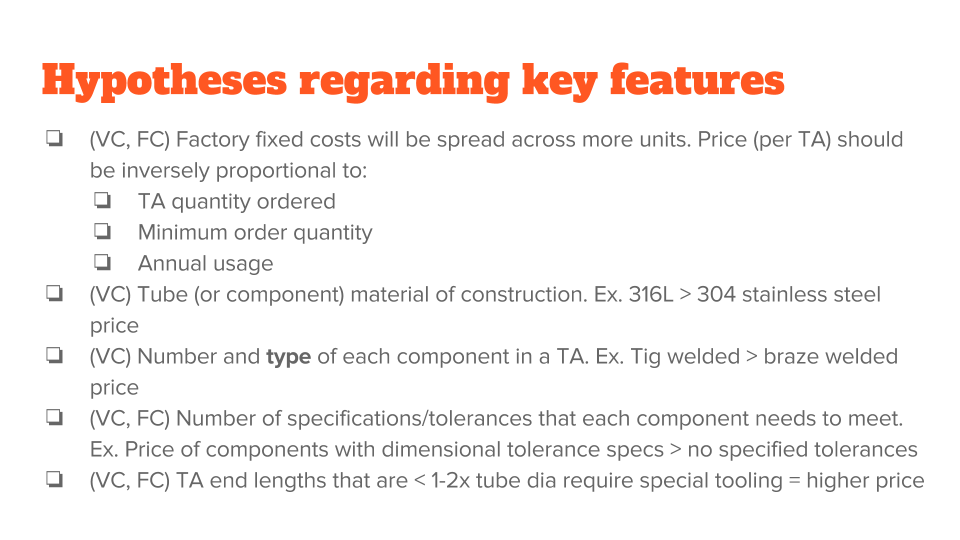 Hypotheses regarding key features
❏ (VC, FC) Factory fixed costs will be spread across more units. Price (per TA) should
be inversely proportional to:
❏ TA quantity ordered
❏ Minimum order quantity
❏ Annual usage
❏ (VC) Tube (or component) material of construction. Ex. 316L > 304 stainless steel
price
❏ (VC) Number and type of each component in a TA. Ex. Tig welded > braze welded
price
❏ (VC, FC) Number of specifications/tolerances that each component needs to meet.
Ex. Price of components with dimensional tolerance specs > no specified tolerances
❏ (VC, FC) TA end lengths that are < 1-2x tube dia require special tooling = higher price